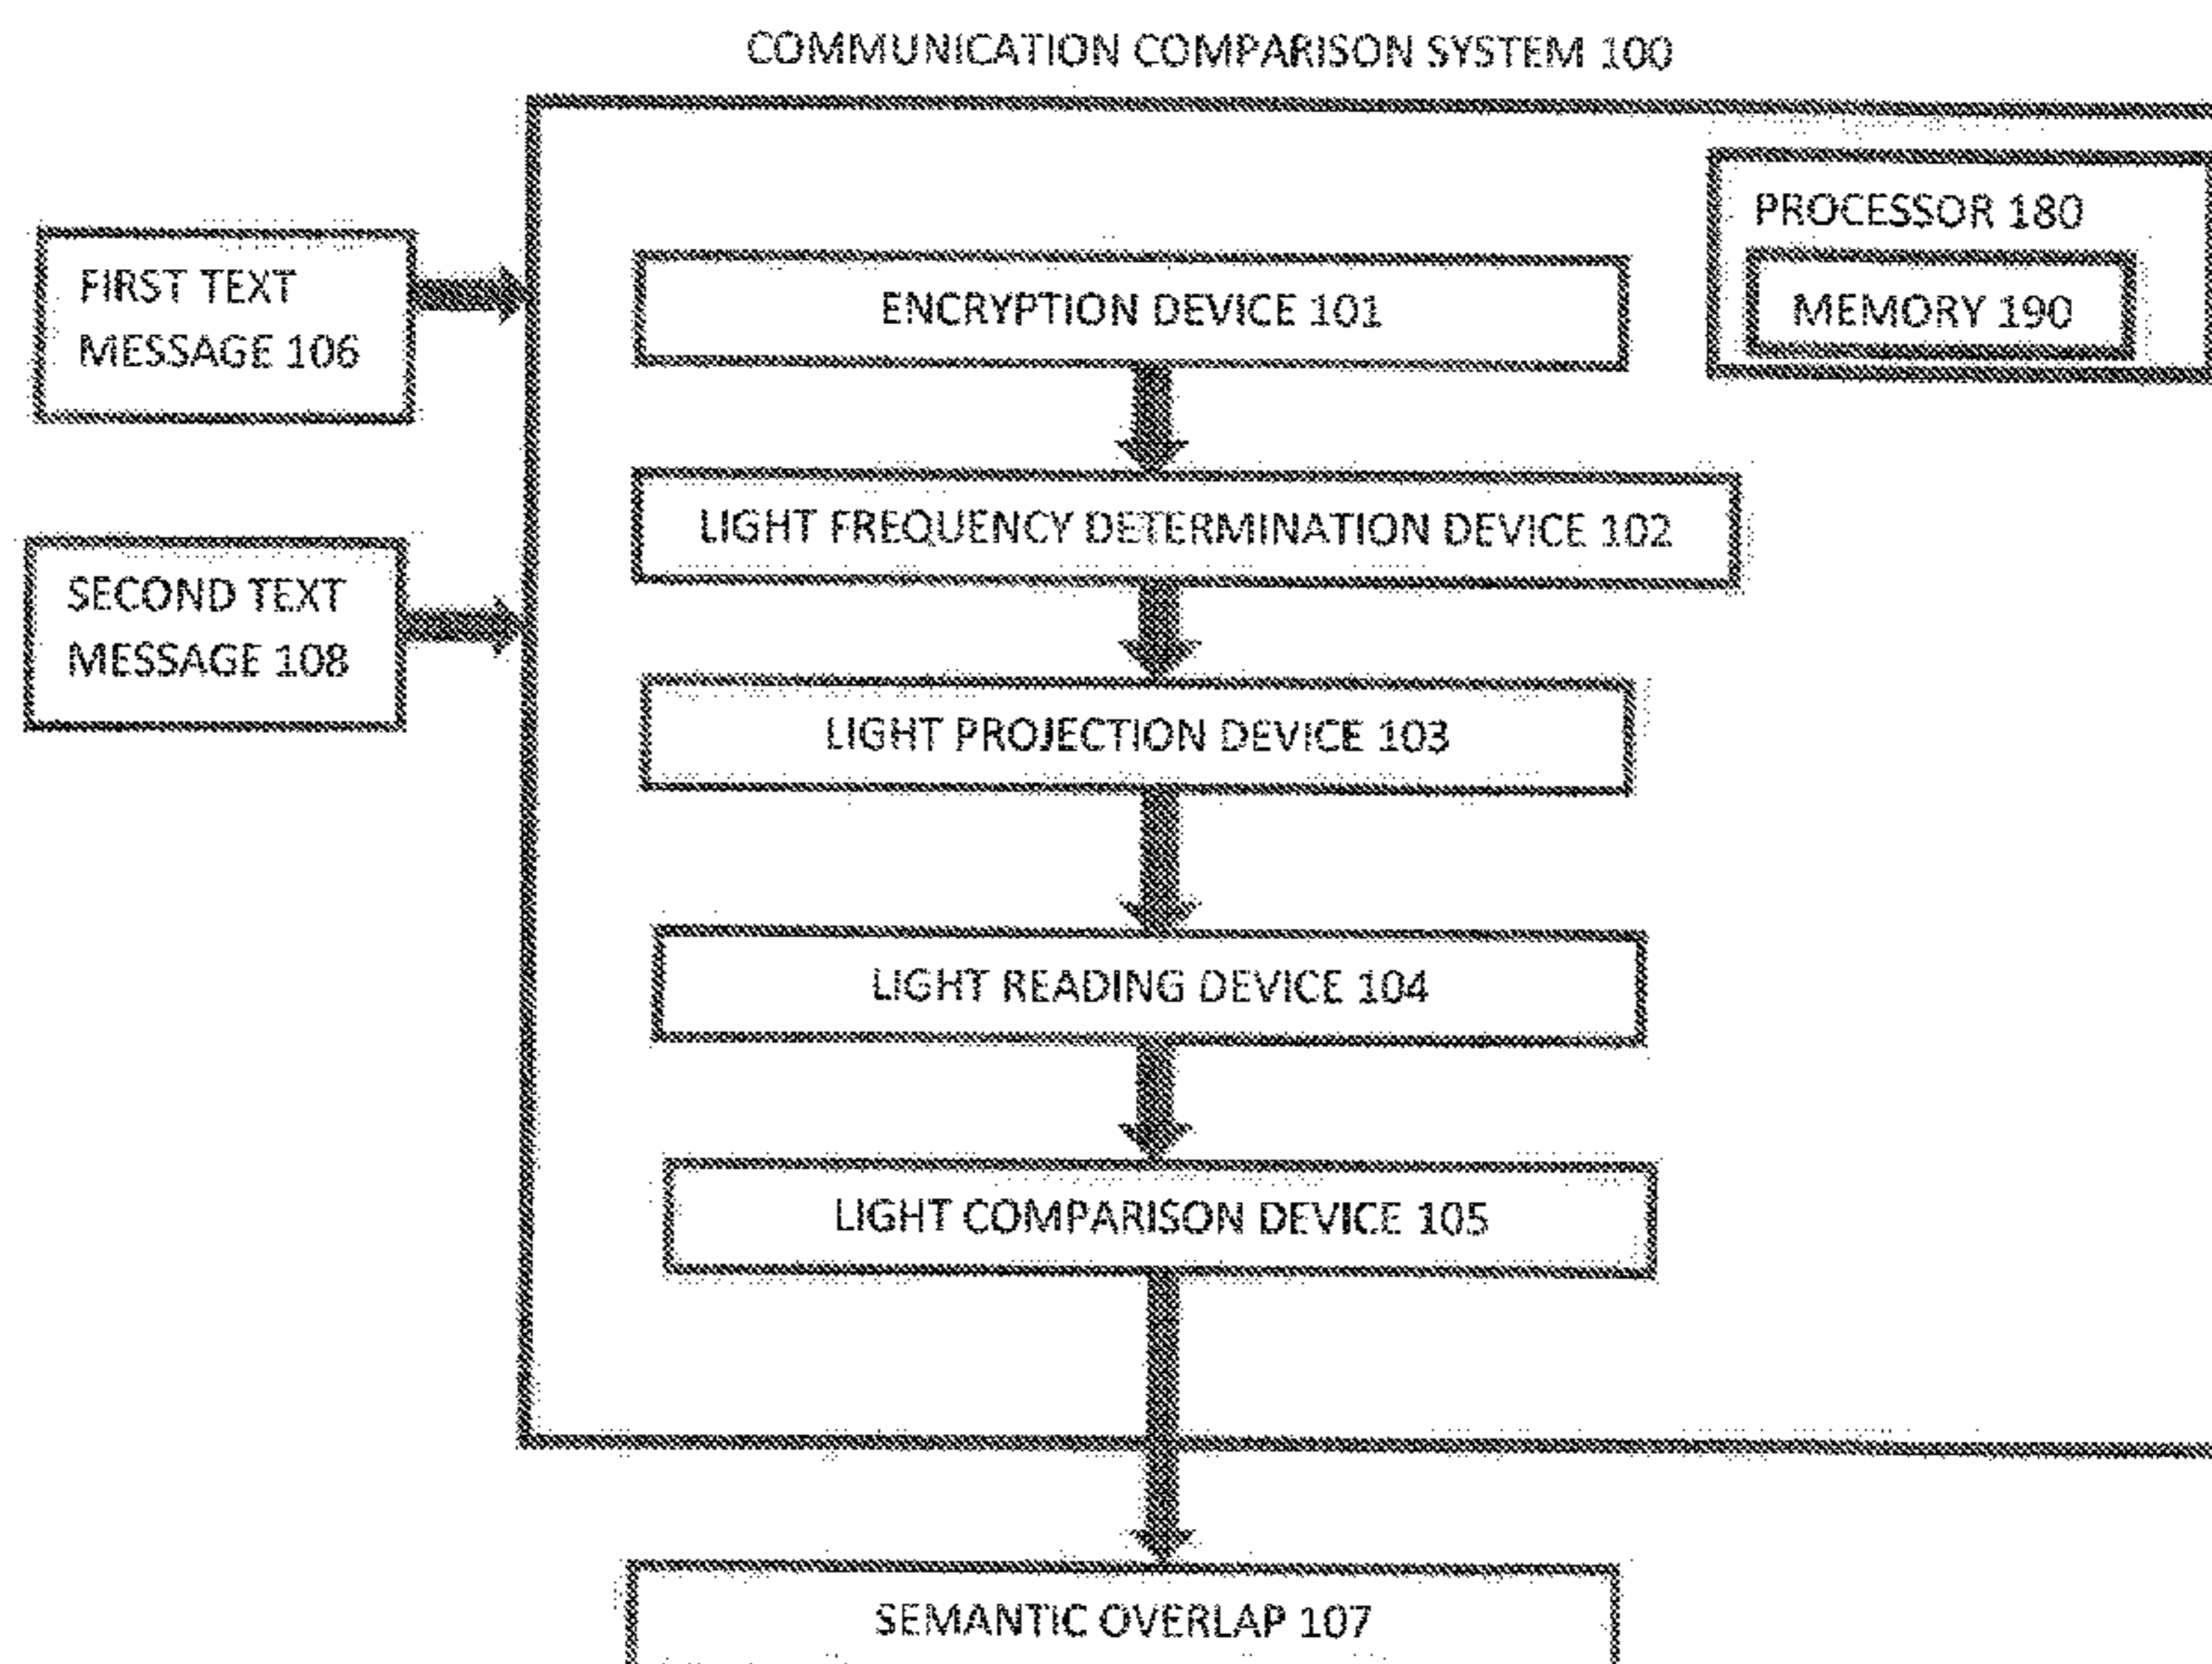 COMMUNICATION COMPARISON SYSTEM 100
PROCESSOR 180
MEMORY 190
FIRST TEXT
MESSAGE 106
ENCRYPTION DEVICE 101
LIGHT FREQUENCY DETERMINATION DEVICE 102
SECOND TEXT
MESSAGE 108
LIGHT PROJECTION DEVICE 103
LIGHT READING DEVICE 104
LIGHT COMPARISON DEVICE 105
SEMANTIC OVERLAP 107